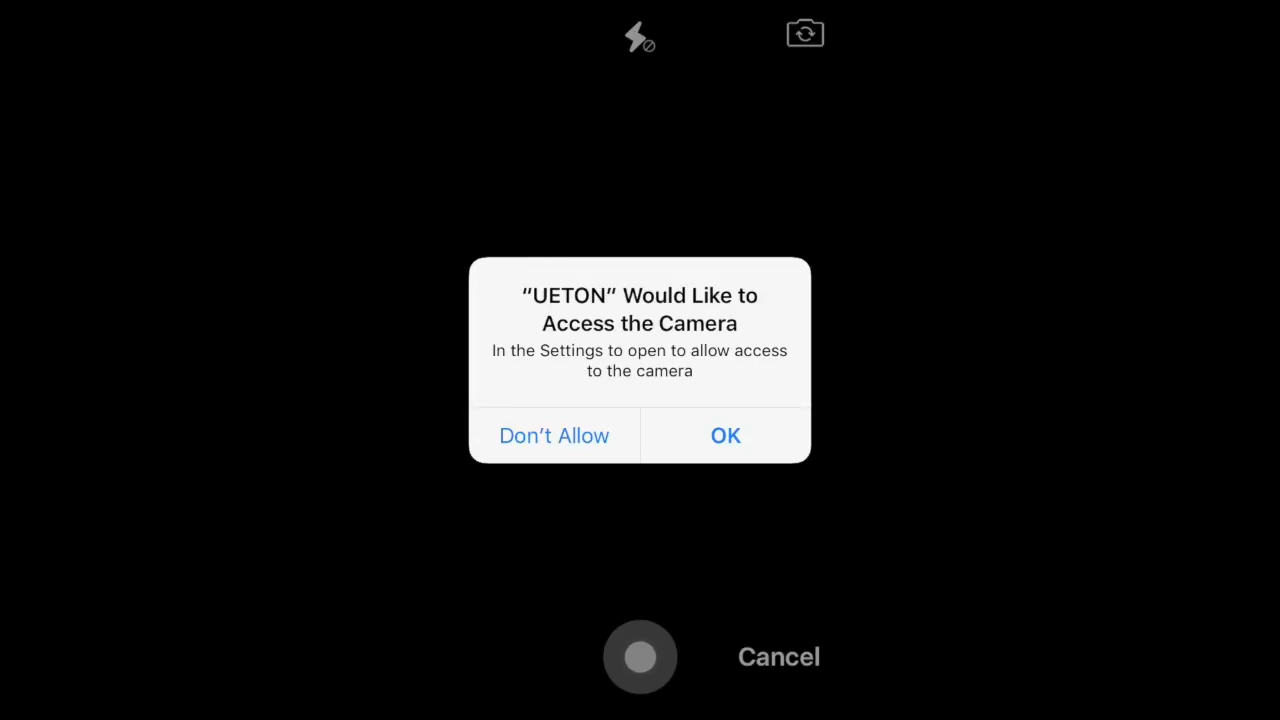 “UETON” Would Like to
Access the Camera
In the Settings to open to allow access
to the camera
Don’t Allow
OK
Cancel